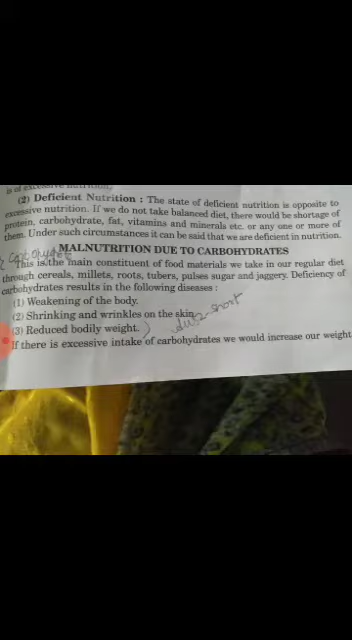 is of excessive nutrition.
(2) Deficient Nutrition : The state of deficient nutrition is opposite to
excessive nutrition. If we do not take balanced diet, there would be shortage of
protein, carbohydrate, fat, vitamins and minerals etc. or any one or more of
them. Under such circumstances it can be said that we are deficient in nutrition.
MALNUTRITION DUE TO CARBOHYDRATES
This is the main constituent of food materials we take in our regular diet
through cereals, millets, roots, tubers, pulses sugar and jaggery. Deficiency of
carbohydrates results in the following diseases :
(1) Weakening of the body.
(2) Shrinking and wrinkles on the skin
(3) Reduced bodily weight.
short
If there is excessive intake of carbohydrates we would increase our weight